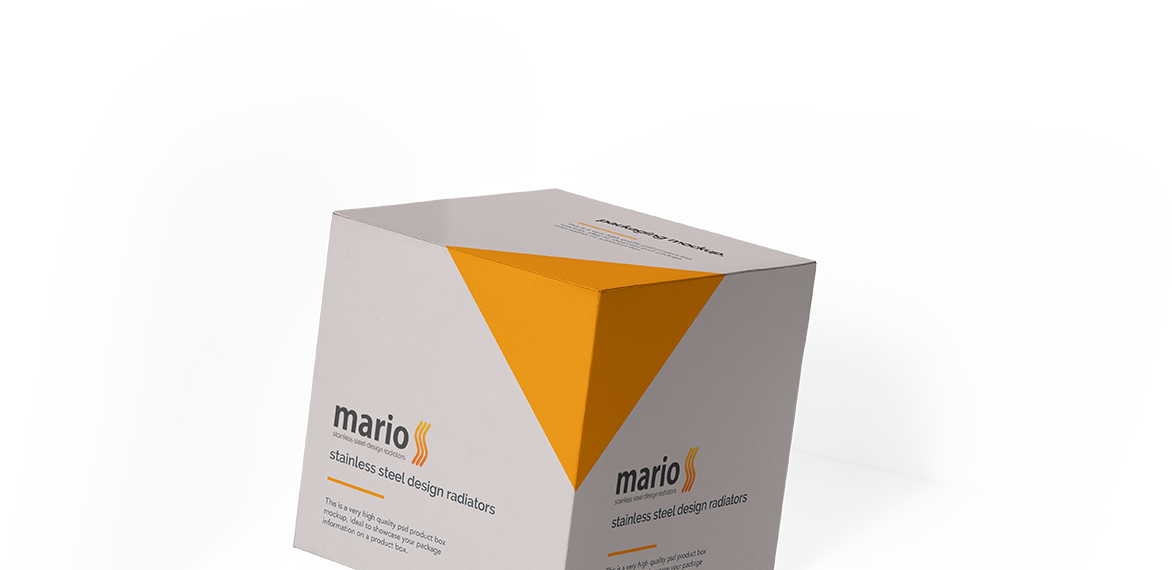 packaging mockup.
mario
stainless steel design radiators
stainless steel design radiators
This is a very high quality psd product box
mockup, ideal to showcase your package
information on a product box.
mario
stainless steel design radiators
stainless steel design radiators
This is a very high quality psd product box